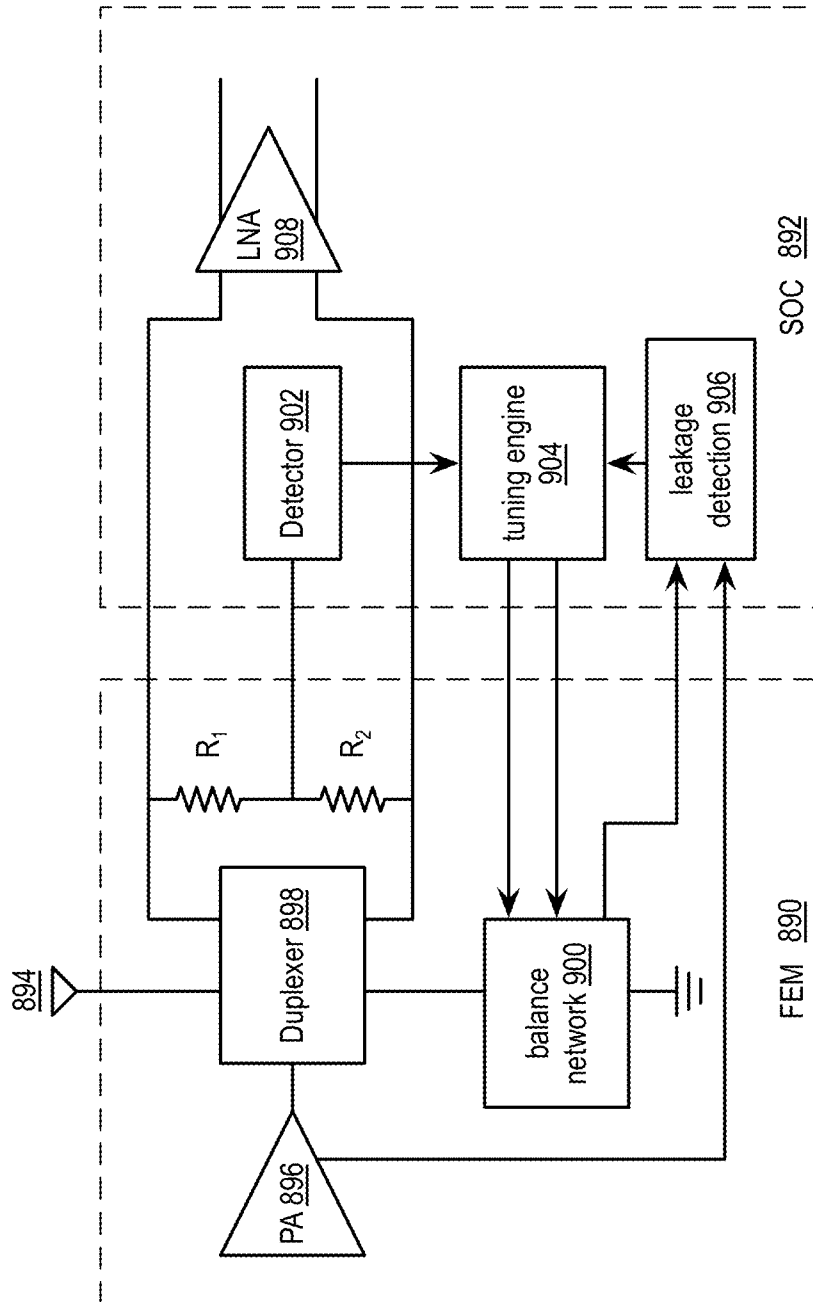 894
PA 896
Duplexer 898
R1
R2
balance
network 900
FEM 890
LNA
908
Detector 902
tuning engine
904
leakage
detection 906
SOC 892